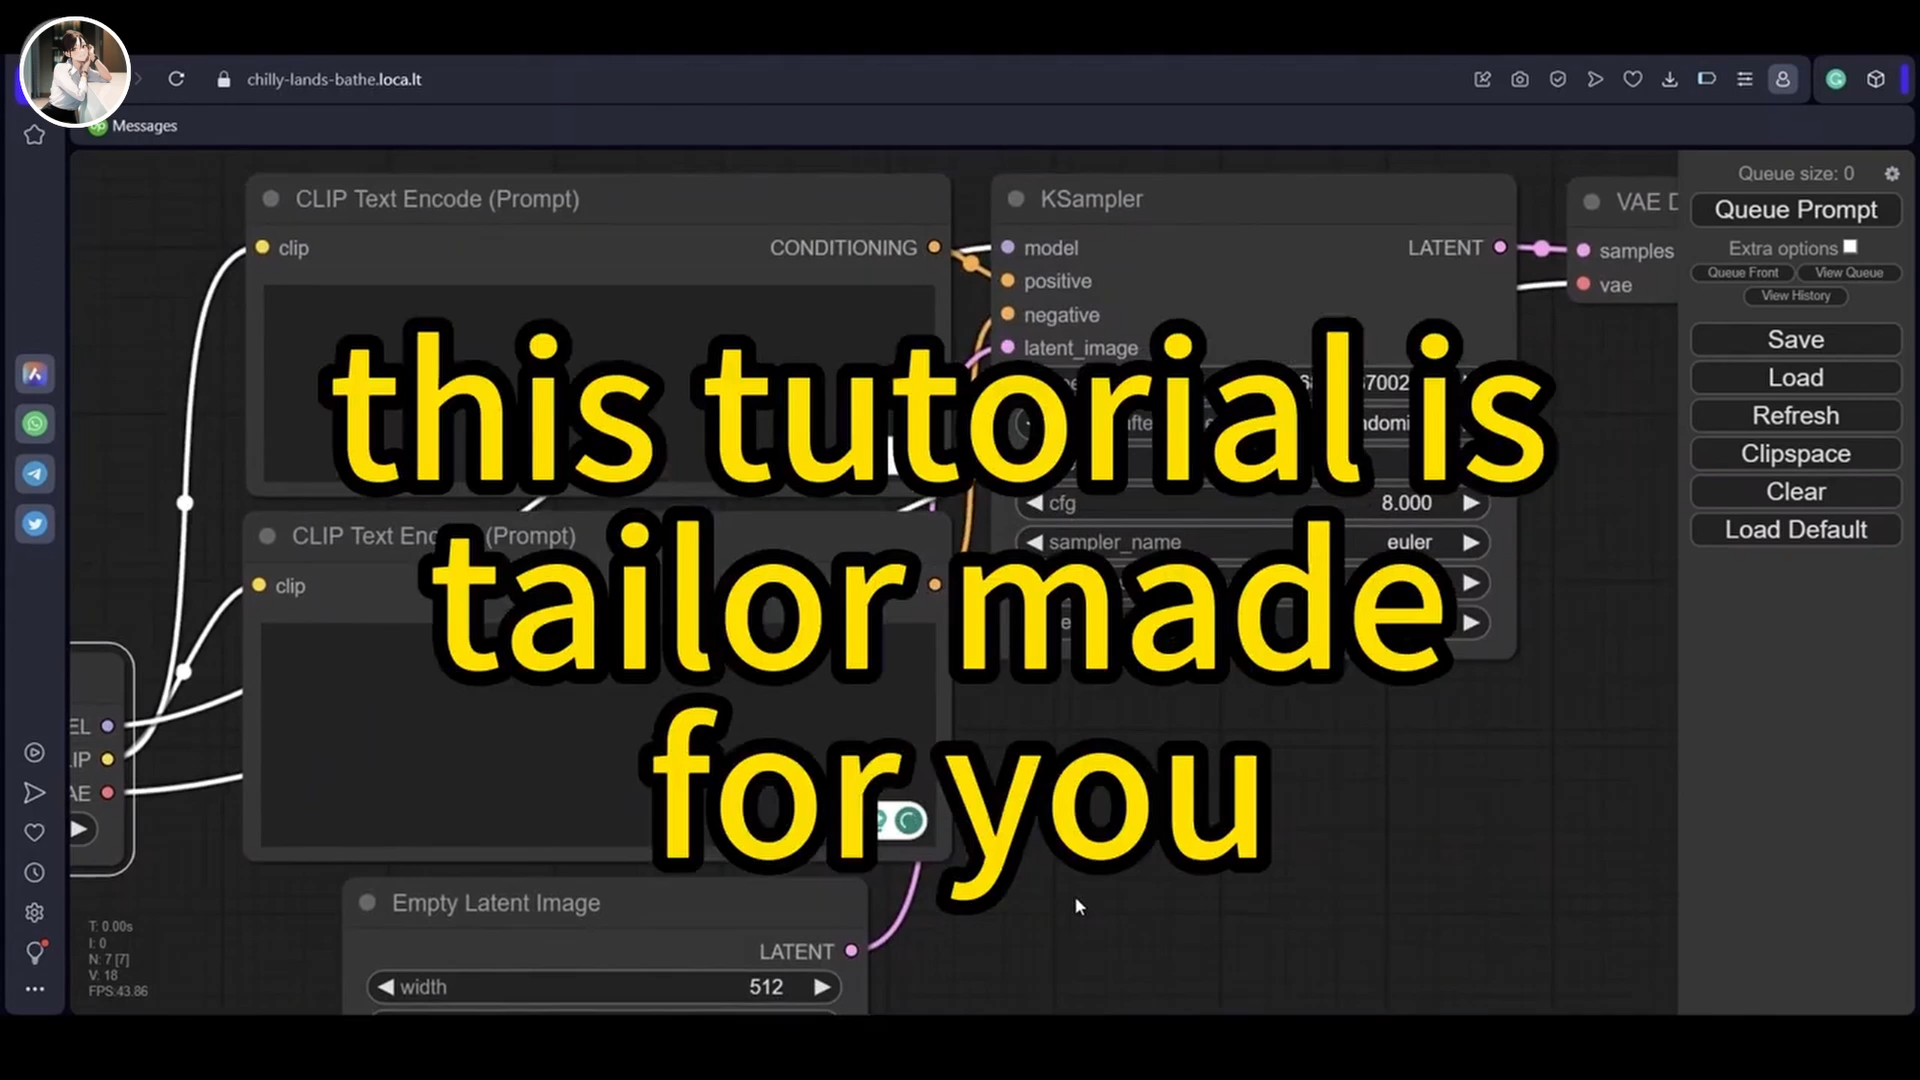 chilly-lands-bathe.loca.lt
Messages
CLIP Text Encode (Prompt)
clip
CONDITIONING
KSampler
model
positive
negative
latent_image
LATENT
samples
vae
Queue size: 0
Queue Prompt
Extra options
Queue Front
View Queue
View History
Save
Load
Refresh
Clipspace
Clear
Load Default
this tutorial is
tailor made
for you
cfg
8.000
sampler_name
euler
CLIP Text (Prompt)
clip
Empty Latent Image
LATENT
width
512
T: 0.00s
I: 0
N: 7 [7]
V: 18
FPS:43.86